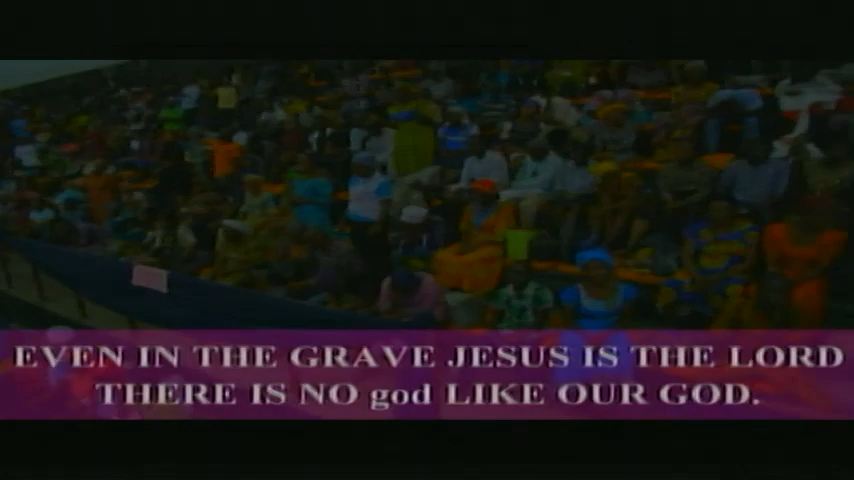 EVEN IN THE GRAVE JESUS IS THE LORD
THERE IS NO god LIKE OUR GOD.